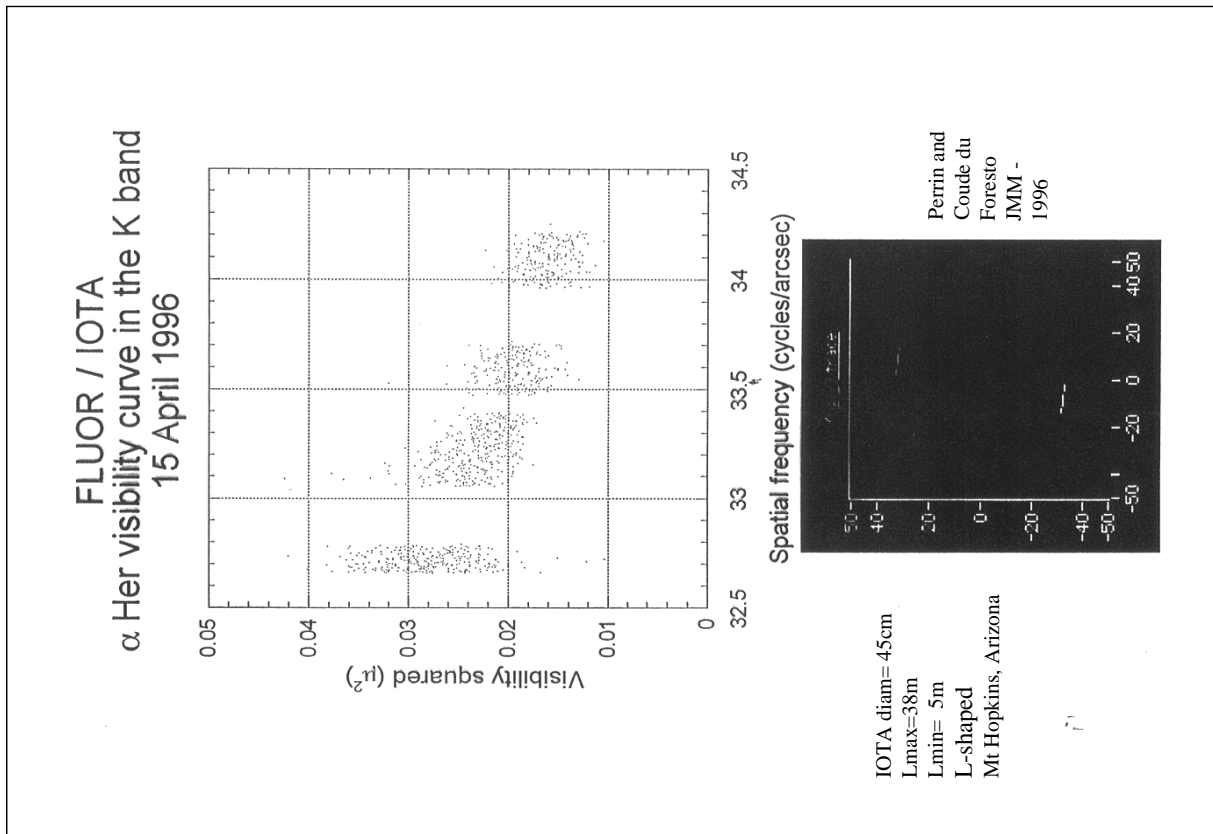 FLUOR / IOTA
α Her visibility curve in the K band
15 April 1996
Visibility squared (μ²)
0.05
0.04
0.03
0.02
0.01
0
32.5
33
33.5
34
34.5
Spatial frequency (cycles/arcsec)
IOTA diam= 45cm
Lmax=38m
Lmin= 5m
L-shaped
Mt Hopkins, Arizona
50
40
20
0
-20
-40
-50
-50
-40
-20
0
20
40 50
Perrin and
Coude du
Foresto
JMM -
1996